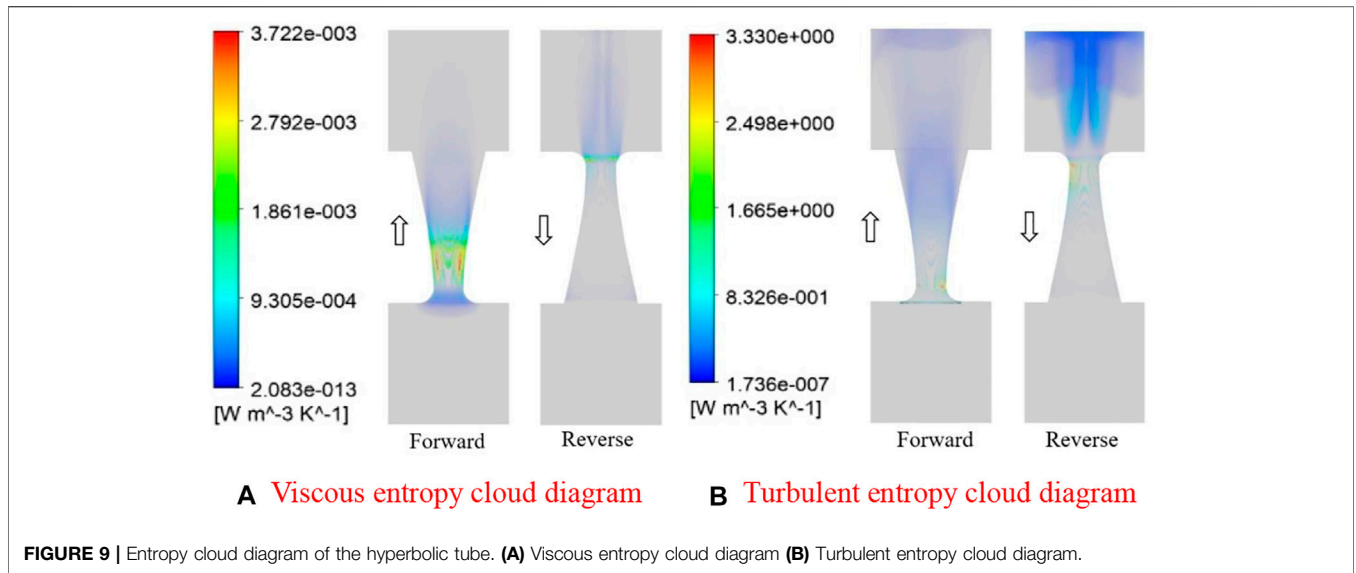 3.722e-003
2.792e-003
1.861e-003
9.305e-004
2.083e-013
[W m^-3 K^-1]
Forward
Reverse
3.330e+000
2.498e+000
1.665e+000
8.326e-001
1.736e-007
[W m^-3 K^-1]
Forward
Reverse
A Viscous entropy cloud diagram
B Turbulent entropy cloud diagram
FIGURE 9 | Entropy cloud diagram of the hyperbolic tube. (A) Viscous entropy cloud diagram (B) Turbulent entropy cloud diagram.